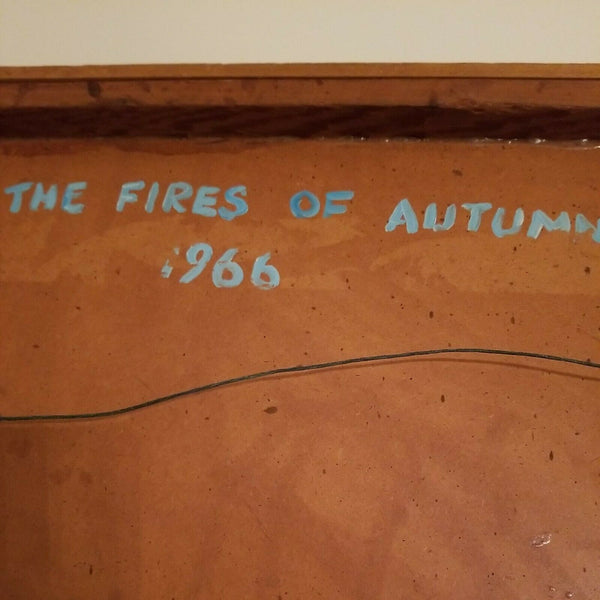 THE FIRES OF AUTUMN
1966